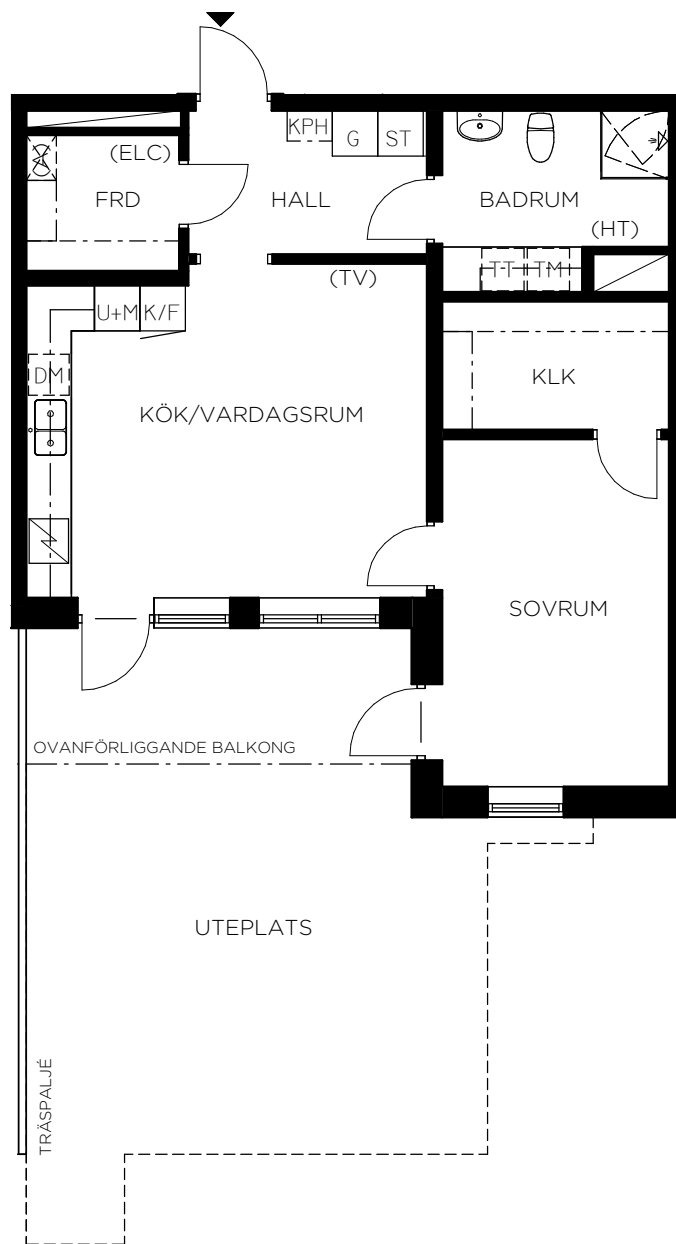 KPH
G
ST
(ELC)
FRD
HALL
BADRUM
(HT)
TT
TM
(TV)
U+M
K/F
DM
KLK
KÖK/VARDAGSRUM
SOVRUM
OVANFÖRLIGGANDE BALKONG
UTEPLATS
TRÄSPALJÉ